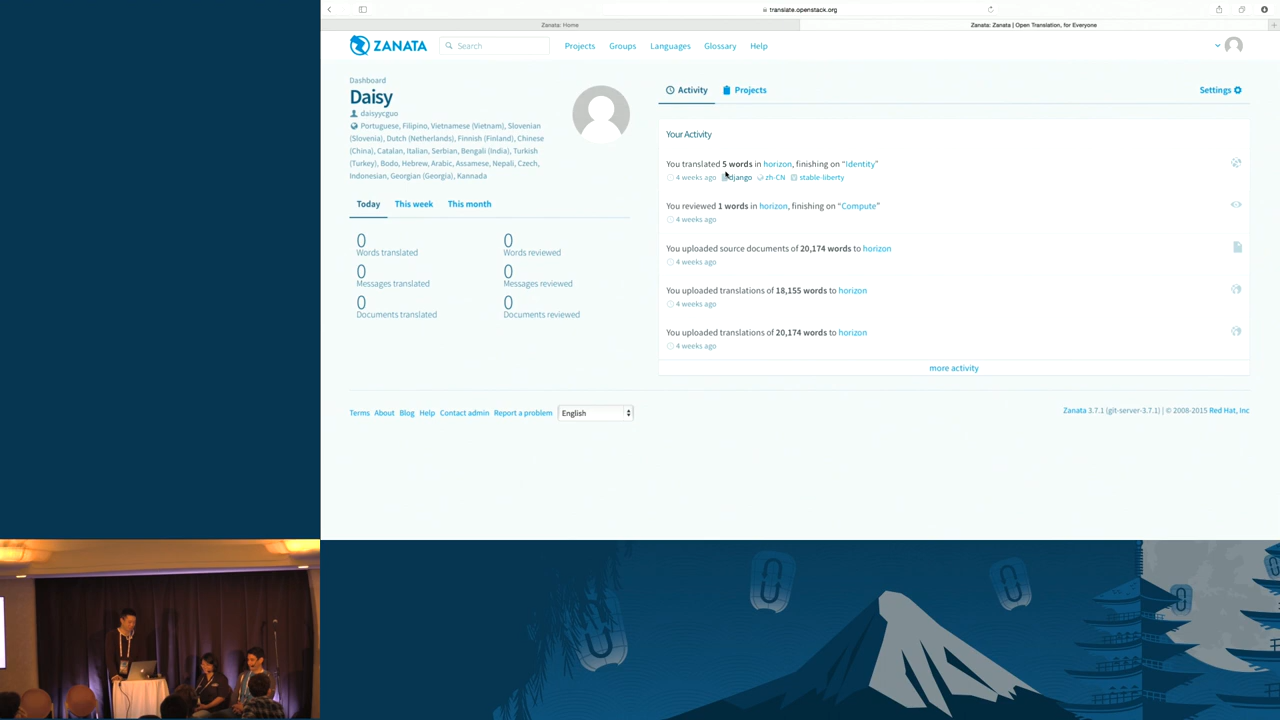 translate.openstack.org
Zanata: Home
Zanata: Zanata | Open Translation, for Everyone
ZANATA
Search
Projects
Groups
Languages
Glossary
Help
Dashboard
Daisy
daisyycguo
Portuguese, Filipino, Vietnamese (Vietnam), Slovenian
(Slovenia), Dutch (Netherlands), Finnish (Finland), Chinese
(China), Catalan, Italian, Serbian, Bengali (India), Turkish
(Turkey), Bodo, Hebrew, Arabic, Assamese, Nepali, Czech,
Indonesian, Georgian (Georgia), Kannada
Today
This week
This month
0
Words translated
0
Words reviewed
0
Messages translated
0
Messages reviewed
0
Documents translated
0
Documents reviewed
Activity
Projects
Settings
Your Activity
You translated 5 words in horizon, finishing on “Identity”
4 weeks ago django zh CN stable-liberty
You reviewed 1 words in horizon, finishing on “Compute”
4 weeks ago
You uploaded source documents of 20,174 words to horizon
4 weeks ago
You uploaded translations of 18,155 words to horizon
4 weeks ago
You uploaded translations of 20,174 words to horizon
4 weeks ago
more activity
Terms About Blog Help Contact admin Report a problem English
Zanata 3.7.1 (git-server-3.7.1) | © 2008-2015 Red Hat, Inc